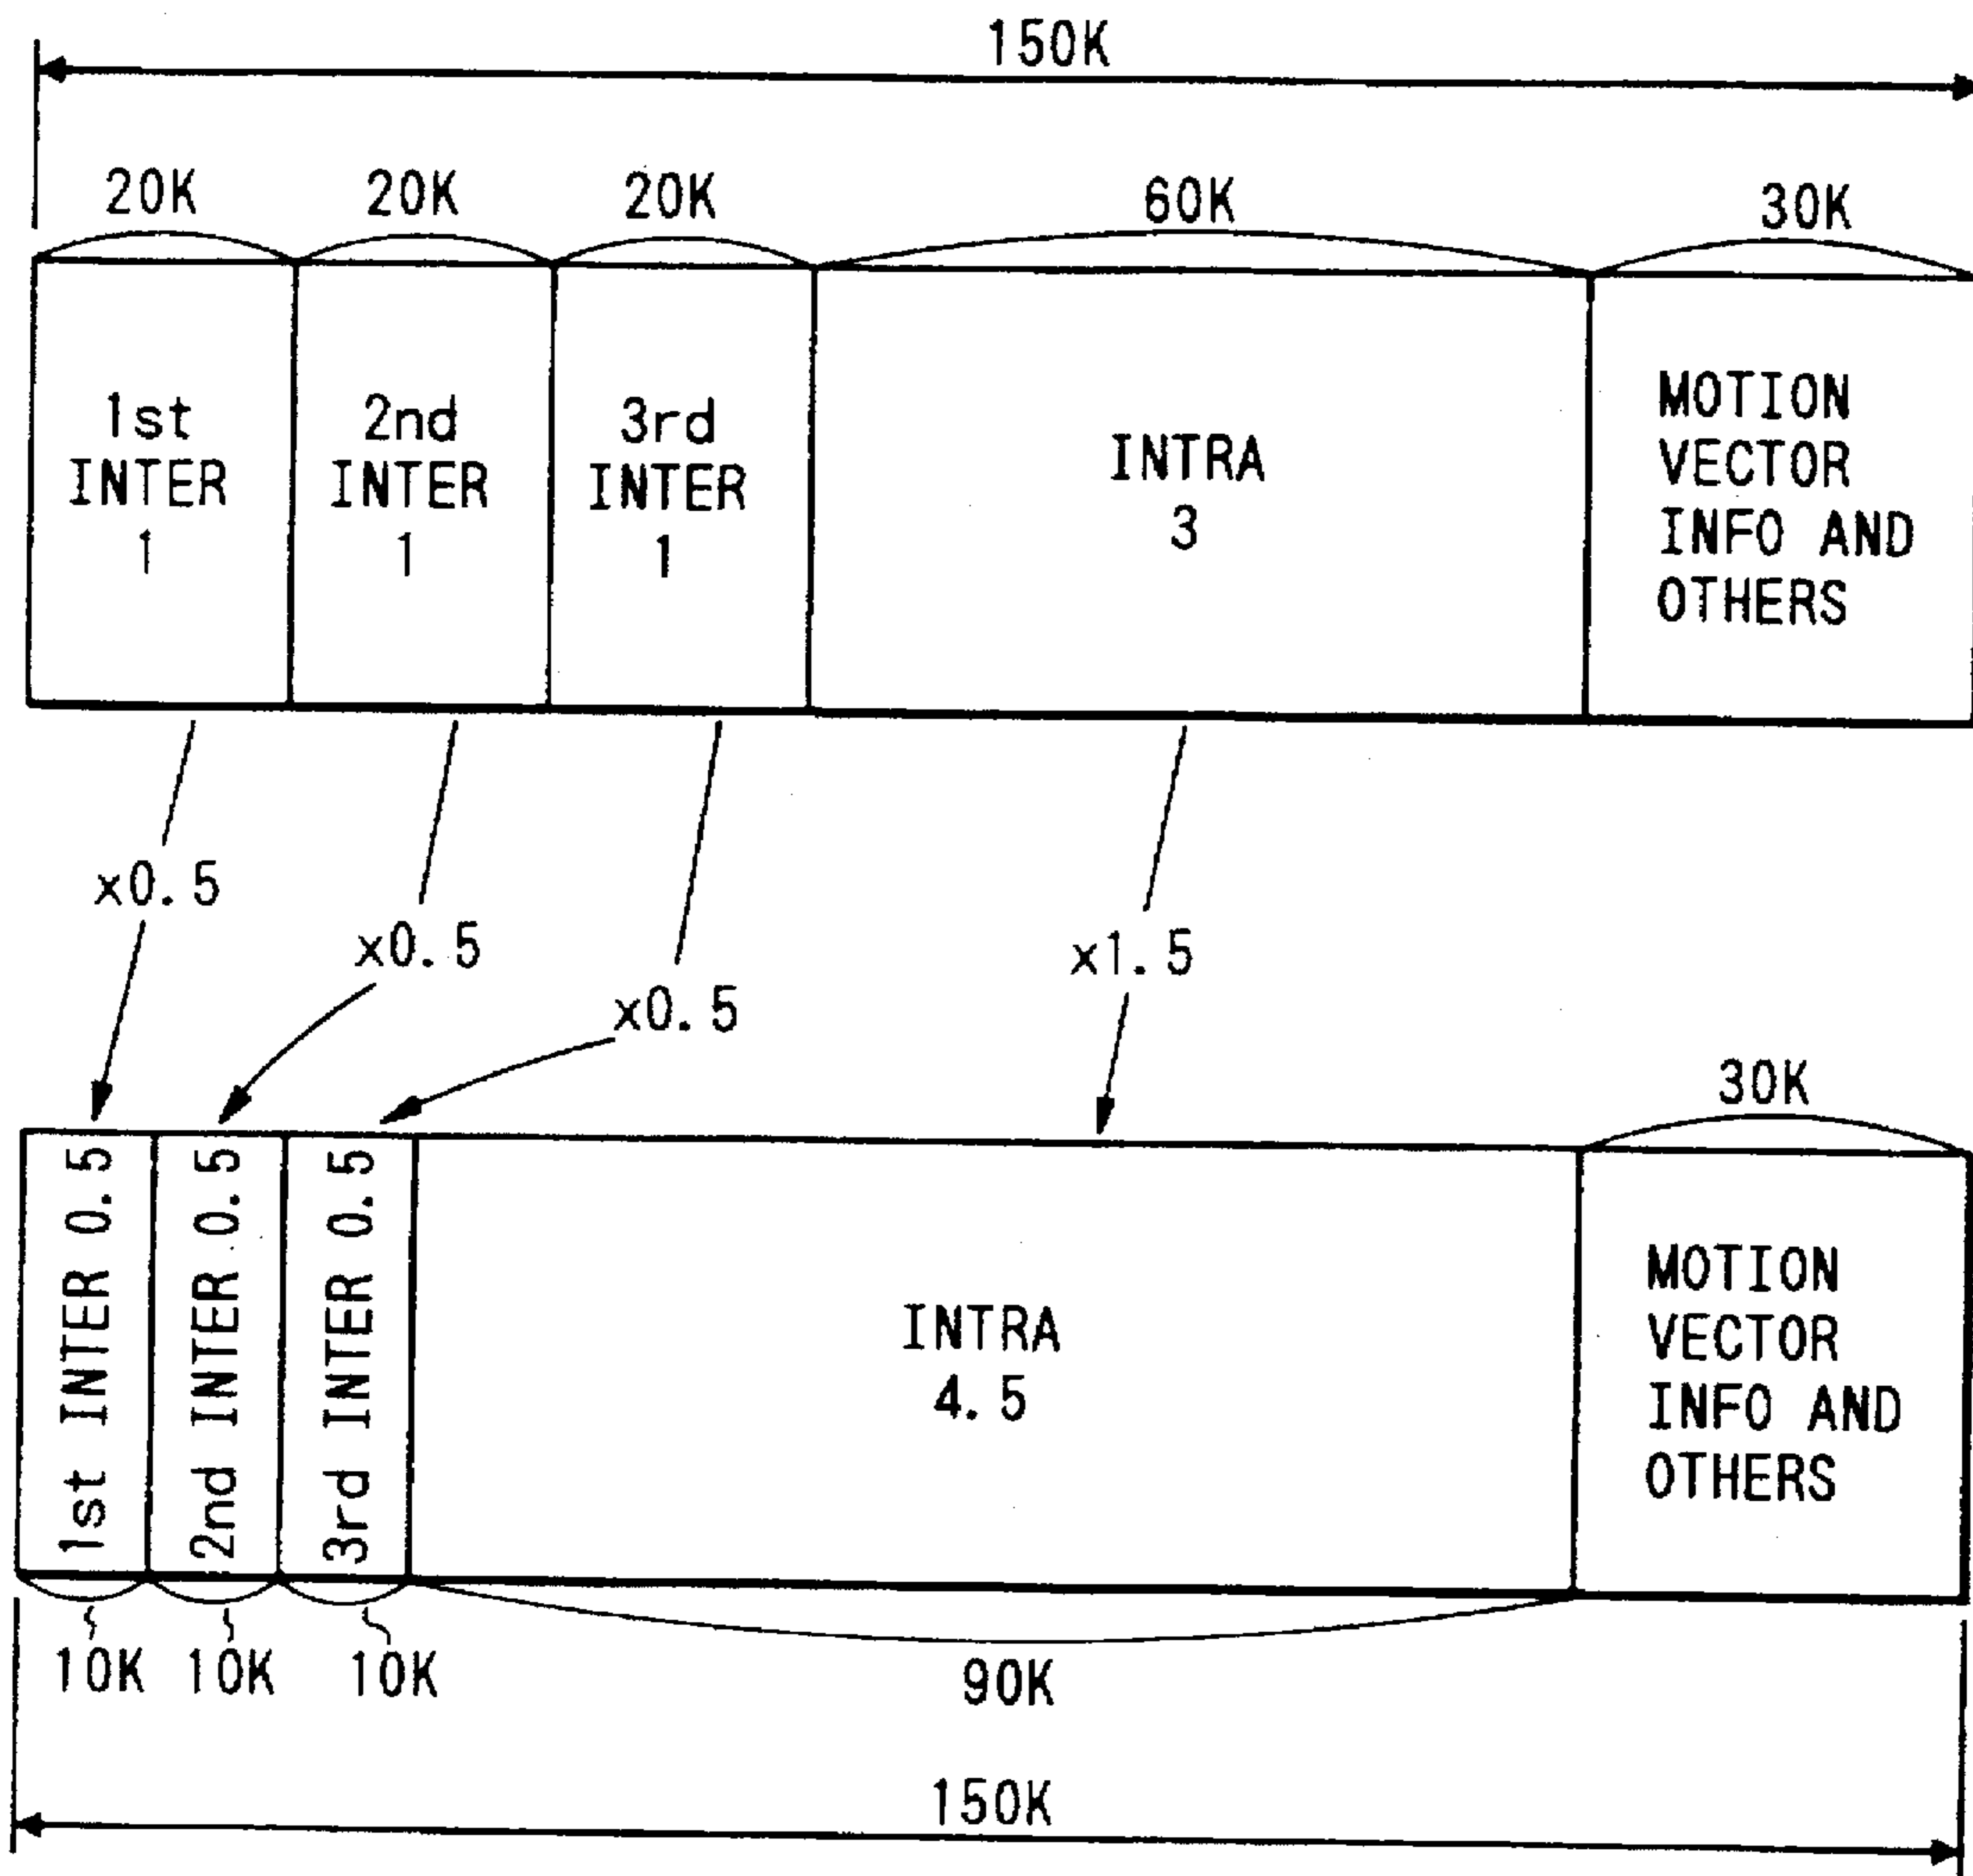 150K
20K 20K 20K 60K 30K
1st
INTER
1
2nd
INTER
1
3rd
INTER
1
INTRA
3
MOTION
VECTOR
INFO AND
OTHERS
x0.5
x0.5
x0.5
x1.5
30K
1st INTER 0.5
2nd INTER 0.5
3rd INTER 0.5
INTRA
4.5
MOTION
VECTOR
INFO AND
OTHERS
10K 10K 10K 90K
150K